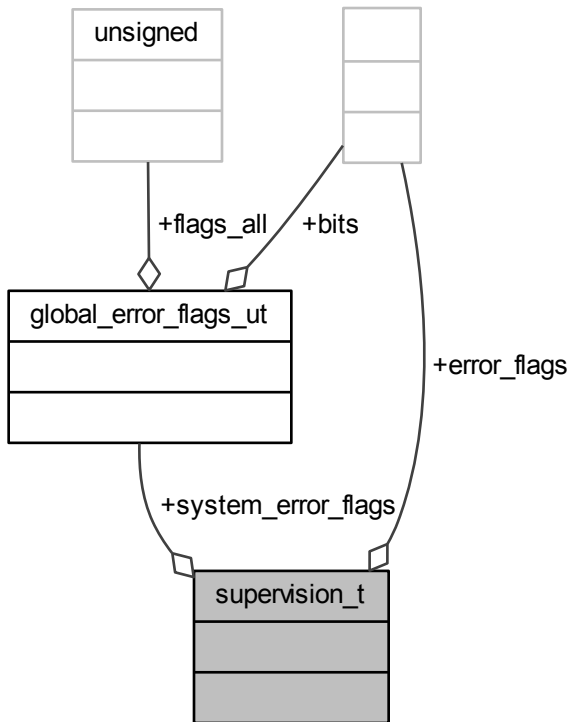 unsigned
+flags_all
+bits
global_error_flags_ut
+error_flags
+system_error_flags
supervision_t